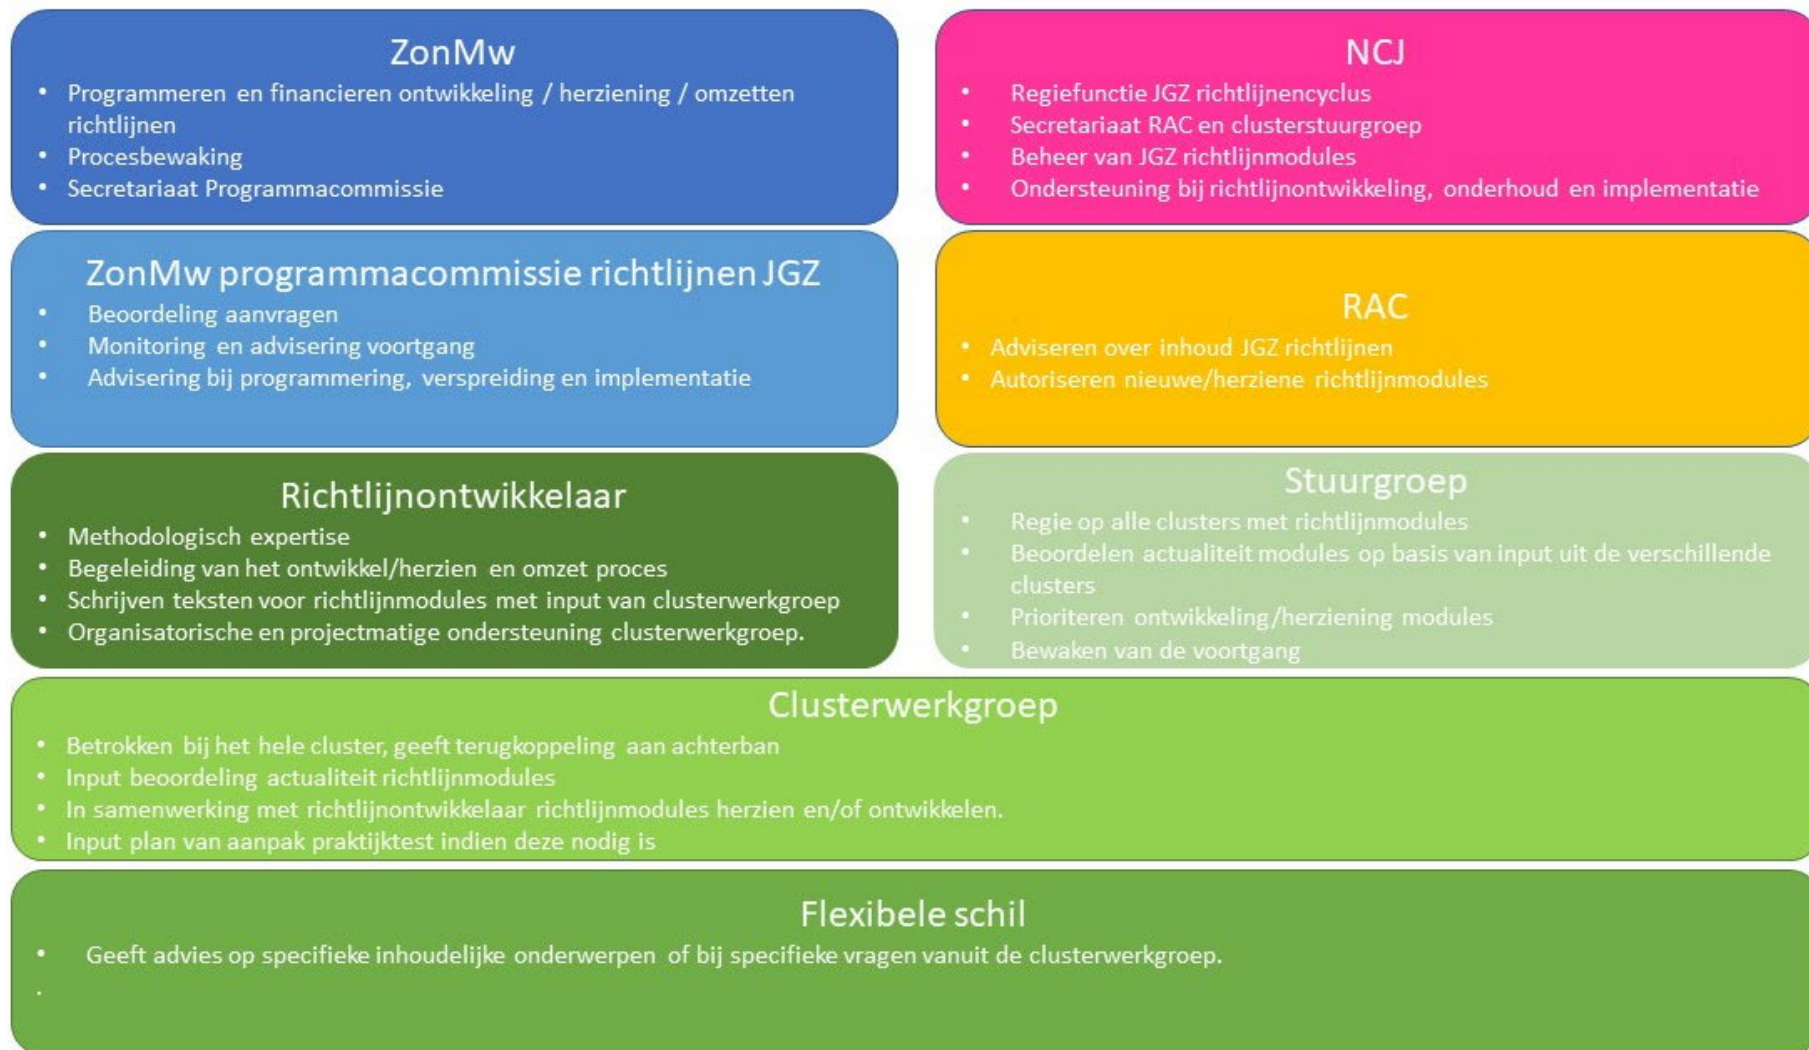 ZonMw
• Programmeren en financieren ontwikkeling / herziening / omzetten
richtlijnen
• Procesbewaking
• Secretariaat Programmacommissie
NCJ
• Regiefunctie JGZ richtlijnencyclus
• Secretariaat RAC en clusterstuurgroep
• Beheer van JGZ richtlijnmodules
• Ondersteuning bij richtlijnontwikkeling, onderhoud en implementatie
ZonMw programmacommissie richtlijnen JGZ
• Beoordeling aanvragen
• Monitoring en advisering voortgang
• Advisering bij programmering, verspreiding en implementatie
RAC
• Adviseren over inhoud JGZ richtlijnen
• Autoriseren nieuwe/herziene richtlijnmodules
Richtlijnontwikkelaar
• Methodologisch expertise
• Begeleiding van het ontwikkel/herzien en omzet proces
• Schrijven teksten voor richtlijnmodules met input van clusterwerkgroep
• Organisatorische en projectmatige ondersteuning clusterwerkgroep.
Stuurgroep
• Regie op alle clusters met richtlijnmodules
• Beoordelen actualiteit modules op basis van input uit de verschillende
clusters
• Prioriteren ontwikkeling/herziening modules
• Bewaken van de voortgang
Clusterwerkgroep
• Betrokken bij het hele cluster, geeft terugkoppeling aan achterban
• Input beoordeling actualiteit richtlijnmodules
• In samenwerking met richtlijnontwikkelaar richtlijnmodules herzien en/of ontwikkelen.
• Input plan van aanpak praktijktest indien deze nodig is
Flexibele schil
• Geeft advies op specifieke inhoudelijke onderwerpen of bij specifieke vragen vanuit de clusterwerkgroep.
.